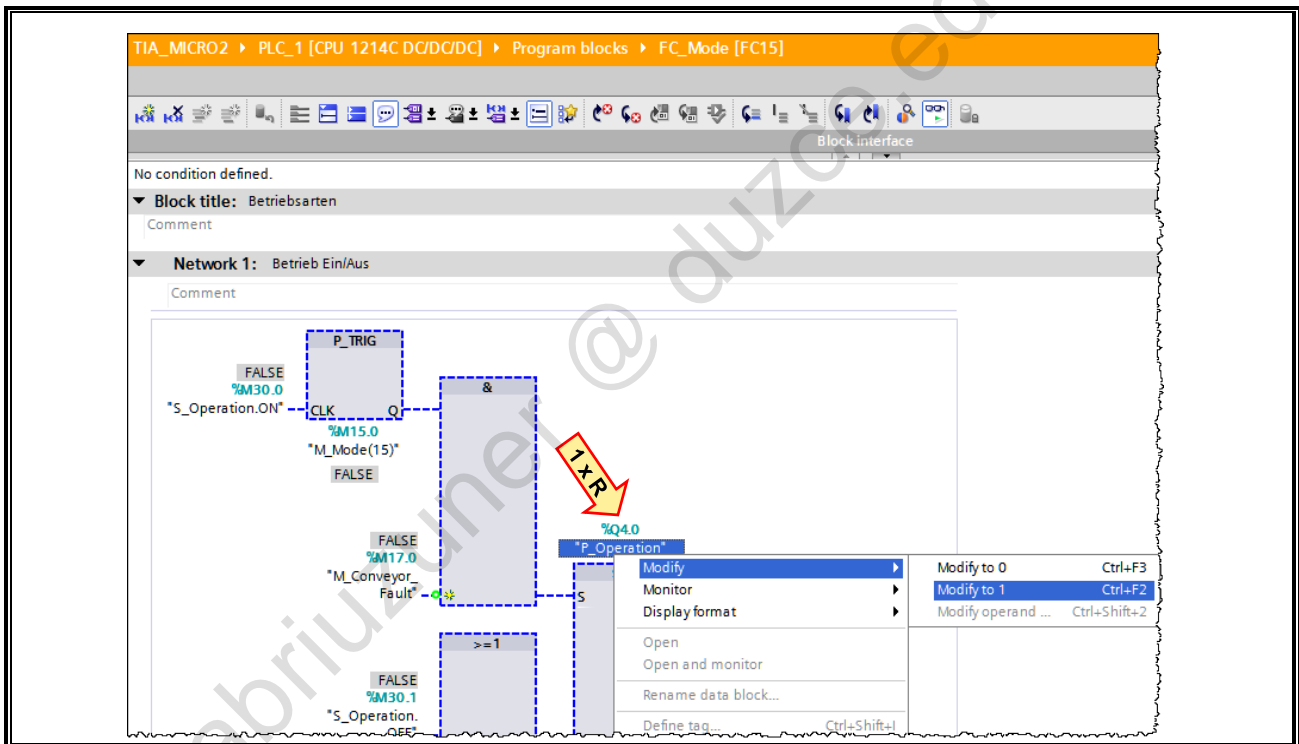 TIA_MICRO2 ▸ PLC_1 [CPU 1214C DC/DC/DC] ▸ Program blocks ▸ FC_Mode [FC15]
Block interface
No condition defined.
Block title: Betriebsarten
Comment
Network 1: Betrieb Ein/Aus
Comment
P_TRIG
FALSE
%M30.0
"S_Operation.ON"
CLK Q
%M15.0
"M_Mode(15)"
FALSE
&
1 x R
FALSE
%M17.0
"M_Conveyor_
Fault"
%Q4.0
"P_Operation"
S
Modify
Monitor
Display format
Open
Open and monitor
Rename data block...
Define tag... Ctrl+Shift+I
Modify to 0 Ctrl+F3
Modify to 1 Ctrl+F2
Modify operand ... Ctrl+Shift+2
>=1
FALSE
%M30.1
"S_Operation.
OFF"